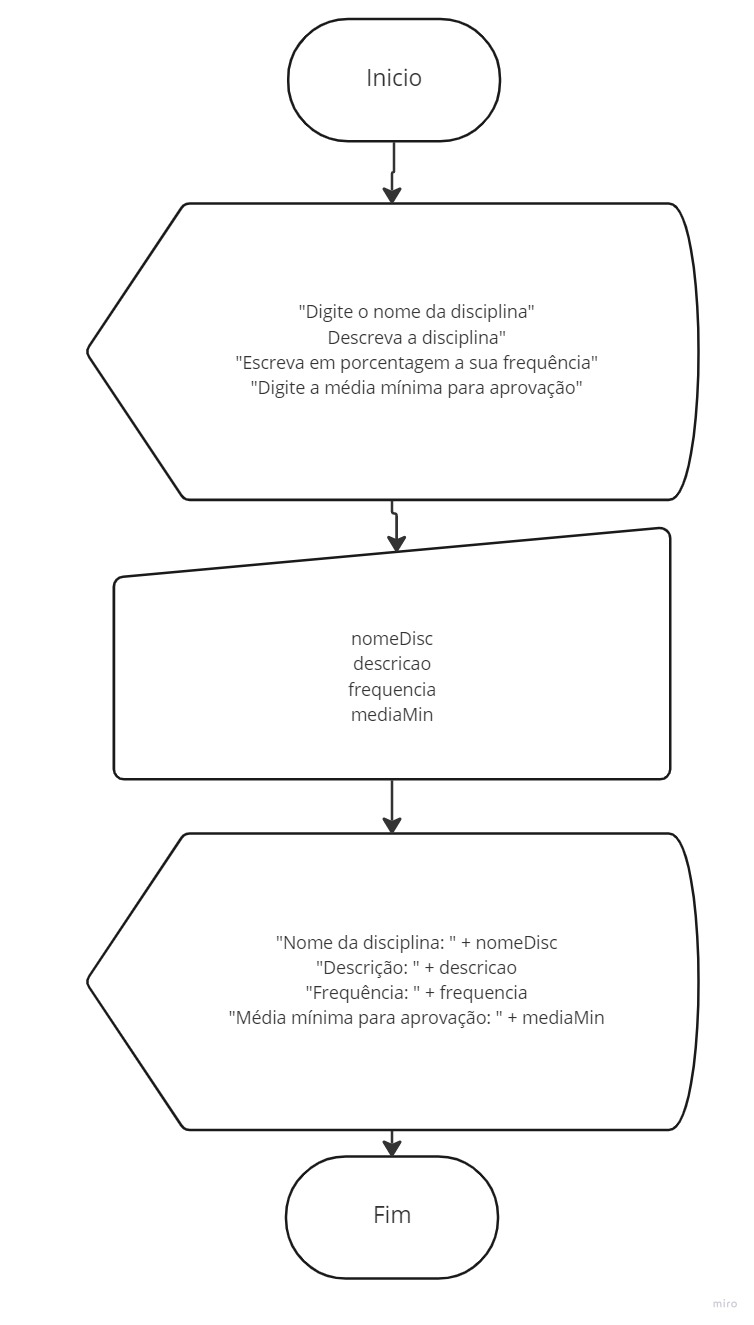 Inicio
"Digite o nome da disciplina"
Descreva a disciplina"
"Escreva em porcentagem a sua frequência"
"Digite a média mínima para aprovação"
nomeDisc
descricao
frequencia
mediaMin
"Nome da disciplina: " + nomeDisc
"Descrição: " + descricao
"Frequência: " + frequencia
"Média mínima para aprovação: " + mediaMin
Fim
miro